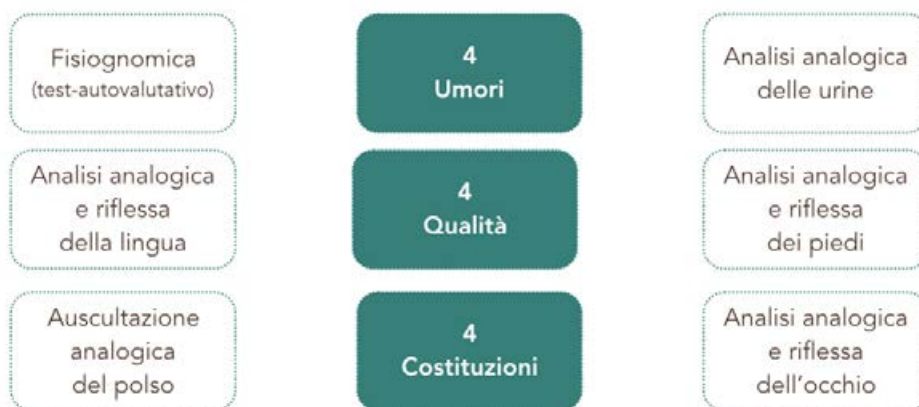 Fisiognomica
(test-autovalutativo)
4
Umori
Analisi analogica
delle urine
Analisi analogica
e riflessa
della lingua
4
Qualità
Analisi analogica
e riflessa
dei piedi
Auscultazione
analogica
del polso
4
Costituzioni
Analisi analogica
e riflessa
dell'occhio